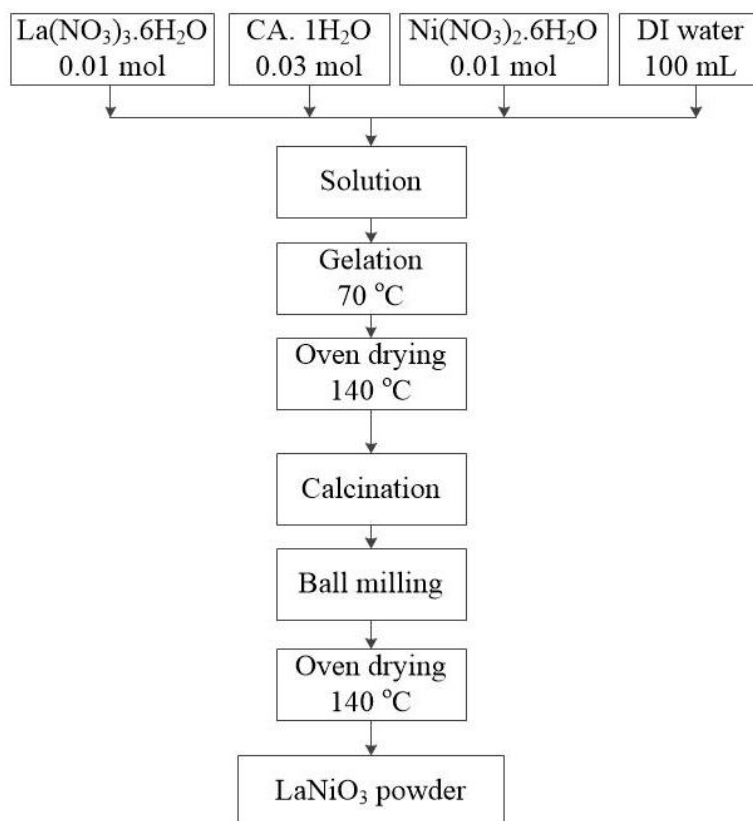 La(NO₃)₃.6H₂O
0.01 mol
CA. 1H₂O
0.03 mol
Ni(NO₃)₂.6H₂O
0.01 mol
DI water
100 mL
Solution
Gelation
70 °C
Oven drying
140 °C
Calcination
Ball milling
Oven drying
140 °C
LaNiO₃ powder